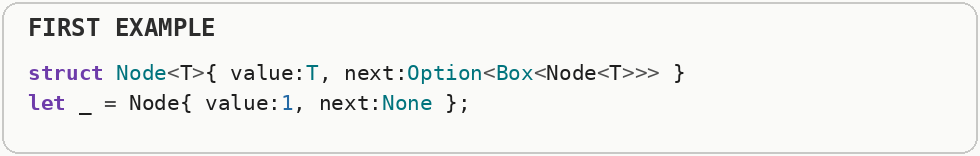 FIRST EXAMPLE
struct Node<T>{ value:T, next:Option<Box<Node<T>>> }
let _ = Node{ value:1, next:None };